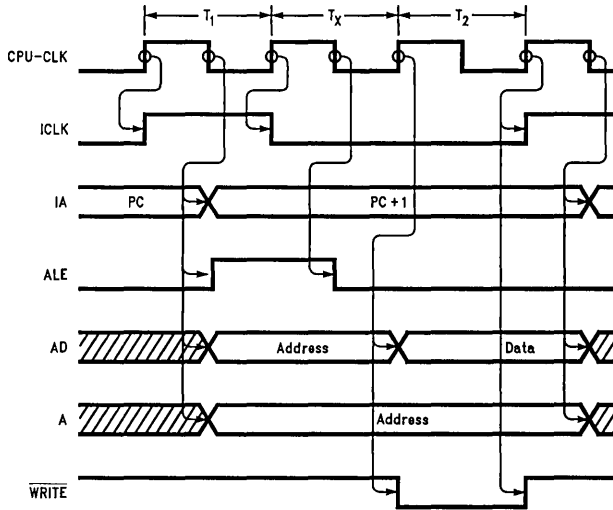 T1 TX T2
CPU-CLK
ICLK
IA PC PC + 1
ALE
AD Address Data
A Address
WRITE